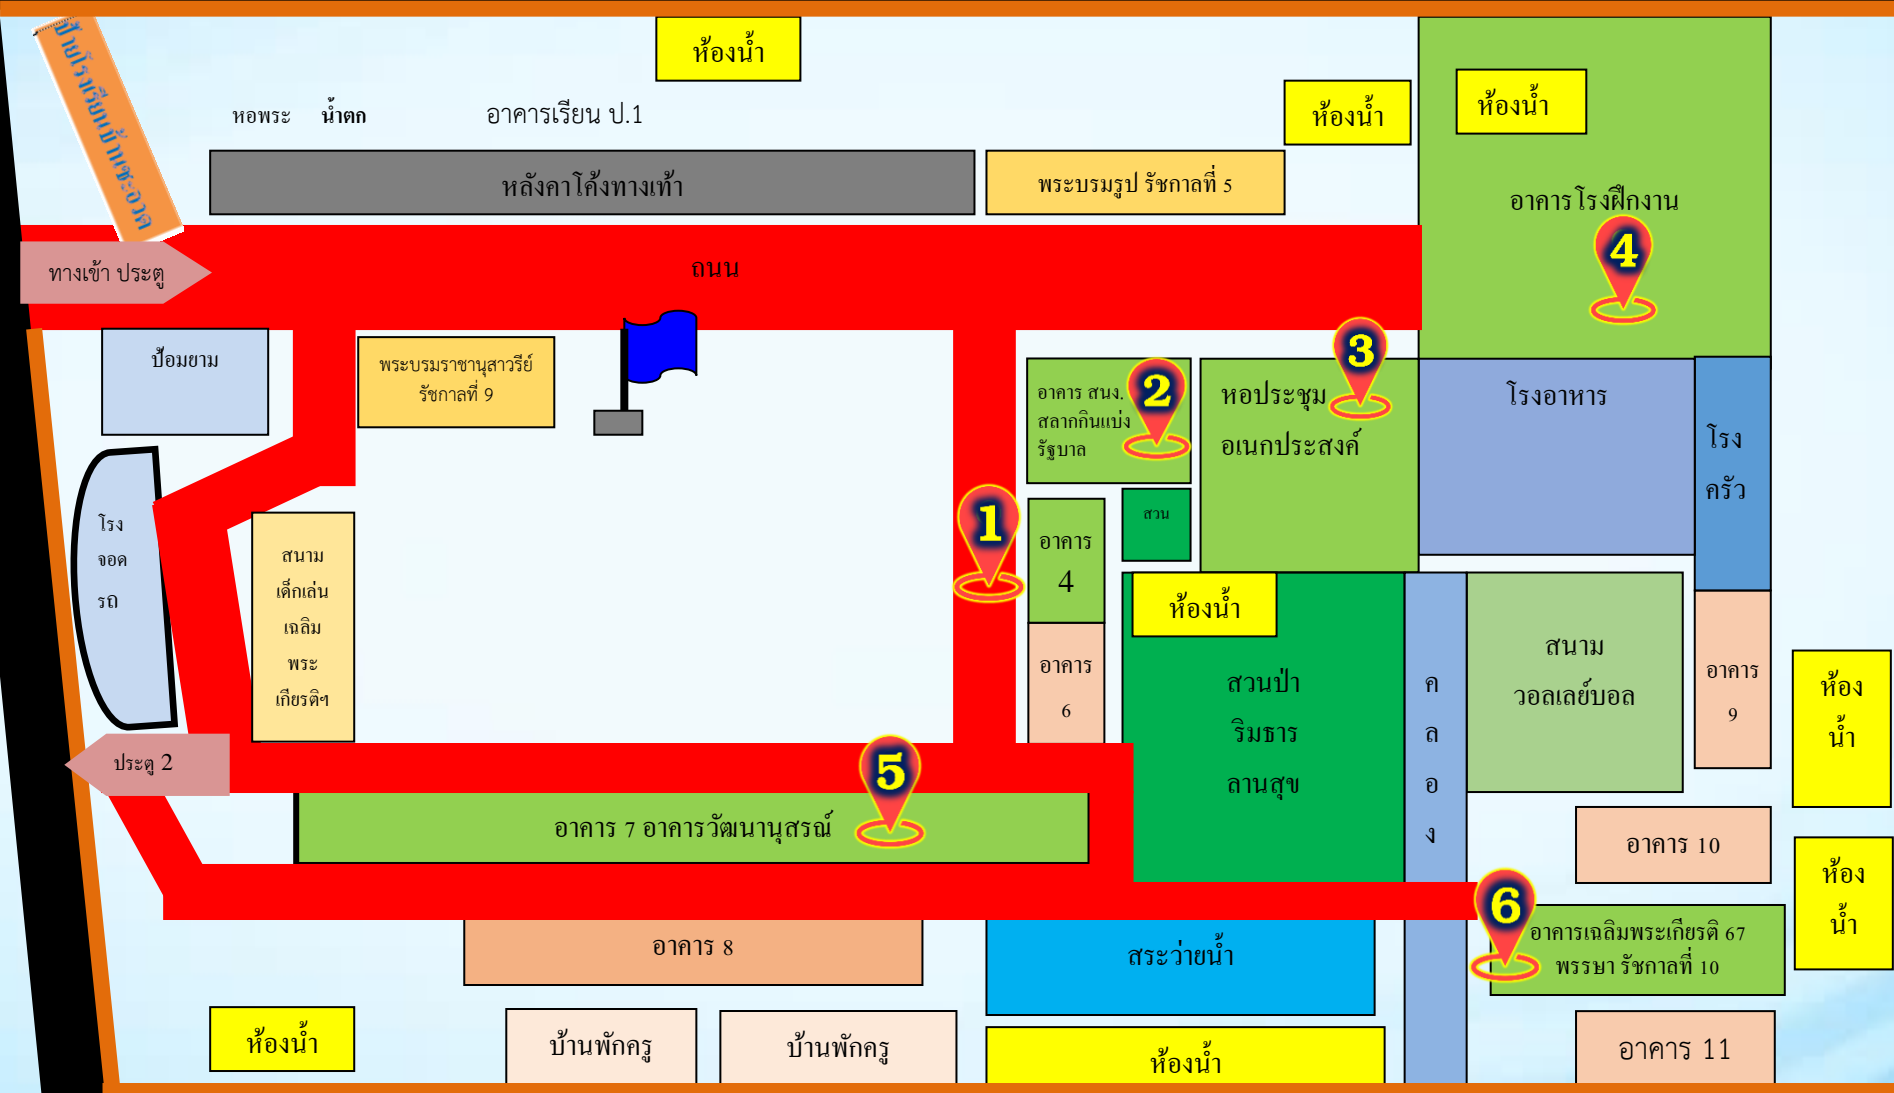 ป้ายโรงเรียนบ้านชะอวด
ห้องน้ำ
ห้องน้ำ
ห้องน้ำ
หอพระ
น้ำตก
อาคารเรียน ป.1
หลังคาโค้งทางเท้า
พระบรมรูป รัชกาลที่ 5
อาคารโรงฝึกงาน
4
ทางเข้า ประตู
ถนน
ป้อมยาม
พระบรมราชานุสาวรีย์
รัชกาลที่ 9
อาคาร สนง.
สลากกินแบ่ง
รัฐบาล
2
หอประชุม
อเนกประสงค์
3
โรงอาหาร
โรง
ครัว
โรง
จอด
รถ
สนาม
เด็กเล่น
เฉลิม
พระ
เกียรติฯ
1
อาคาร
4
สวน
อาคาร
6
ห้องน้ำ
สวนป่า
ริมธาร
ลานสุข
ค
ล
อ
ง
สนาม
วอลเลย์บอล
อาคาร
9
ห้อง
น้ำ
ประตู 2
5
อาคาร 7 อาคารวัฒนานุสรณ์
อาคาร 10
ห้อง
น้ำ
6
อาคารเฉลิมพระเกียรติ 67
พรรษา รัชกาลที่ 10
อาคาร 8
สระว่ายน้ำ
ห้องน้ำ
บ้านพักครู
บ้านพักครู
ห้องน้ำ
อาคาร 11